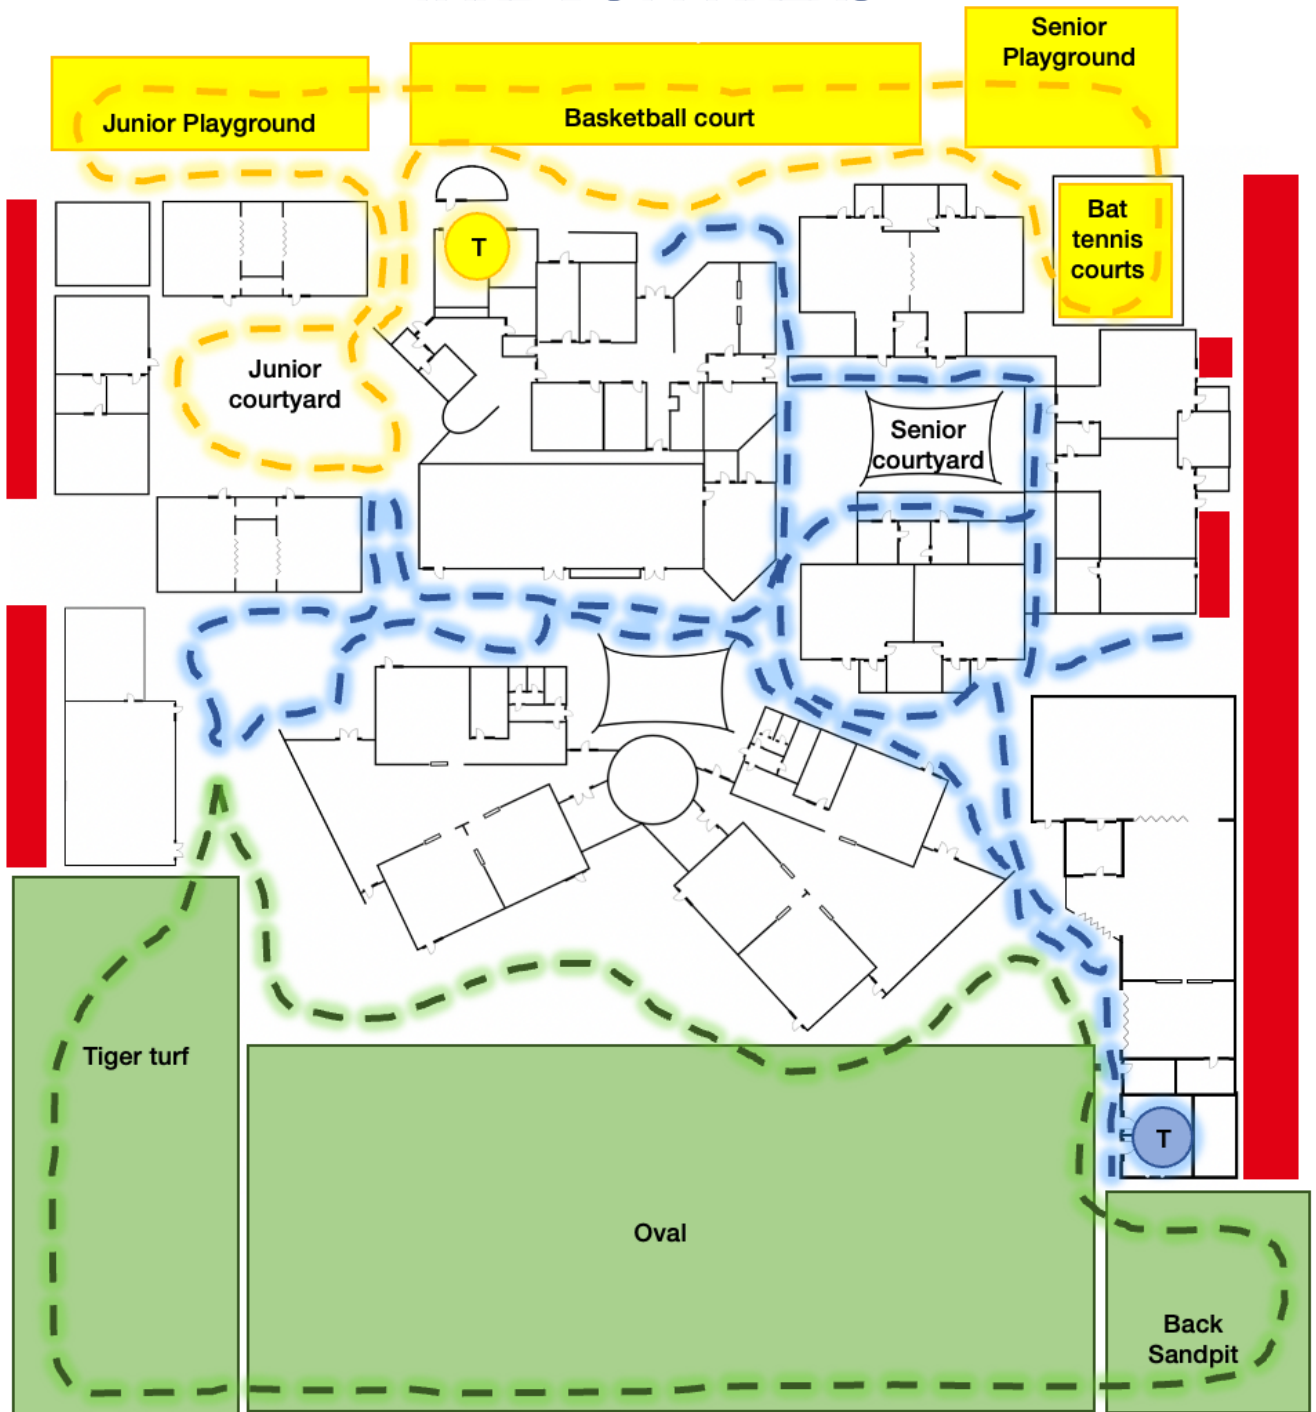 Senior
Playground
Junior Playground
Basketball court
Bat
tennis
courts
T
Junior
courtyard
Senior
courtyard
Tiger turf
T
Oval
Back
Sandpit